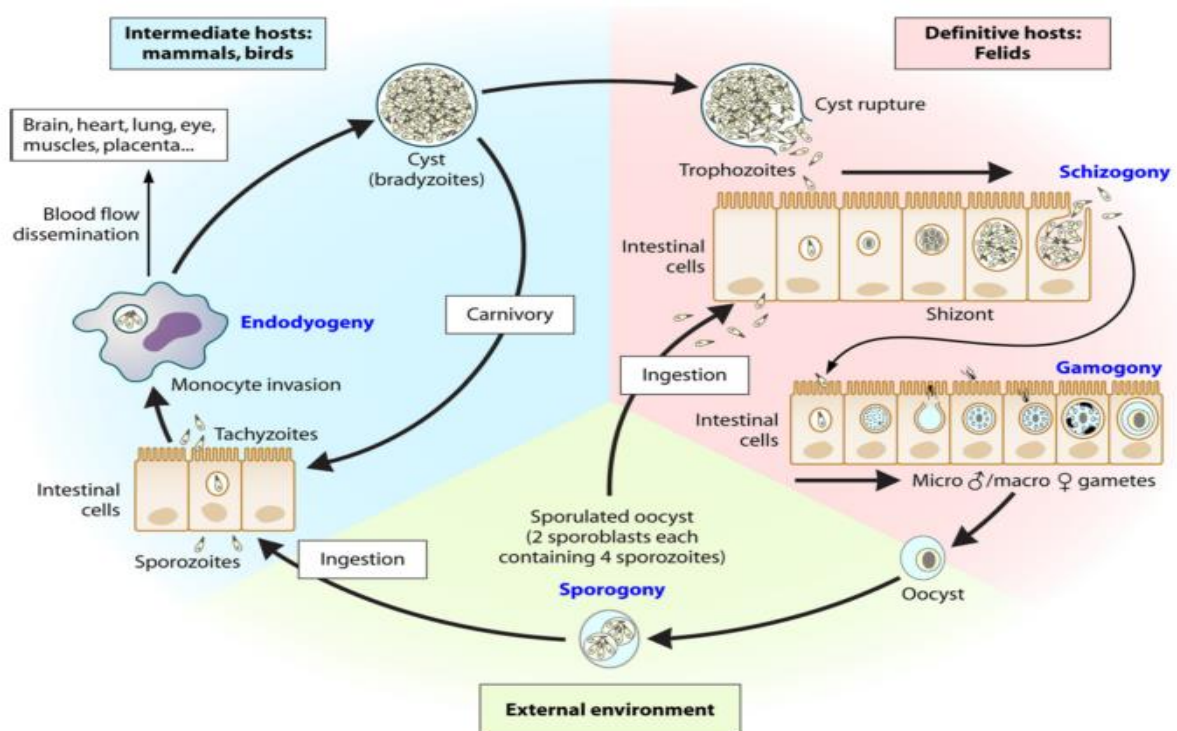 Intermediate hosts:
mammals, birds
Definitive hosts:
Felids
Brain, heart, lung, eye,
muscles, placenta...
Blood flow
dissemination
Cyst
(bradyzoites)
Cyst rupture
Trophozoites
Schizogony
Intestinal
cells
Shizont
Endodyogeny
Carnivory
Monocyte invasion
Tachyzoites
Intestinal
cells
Sporozoites
Ingestion
Ingestion
Gamogony
Intestinal
cells
Micro ♂/macro ♀ gametes
Sporulated oocyst
(2 sporoblasts each
containing 4 sporozoites)
Sporogony
Oocyst
External environment